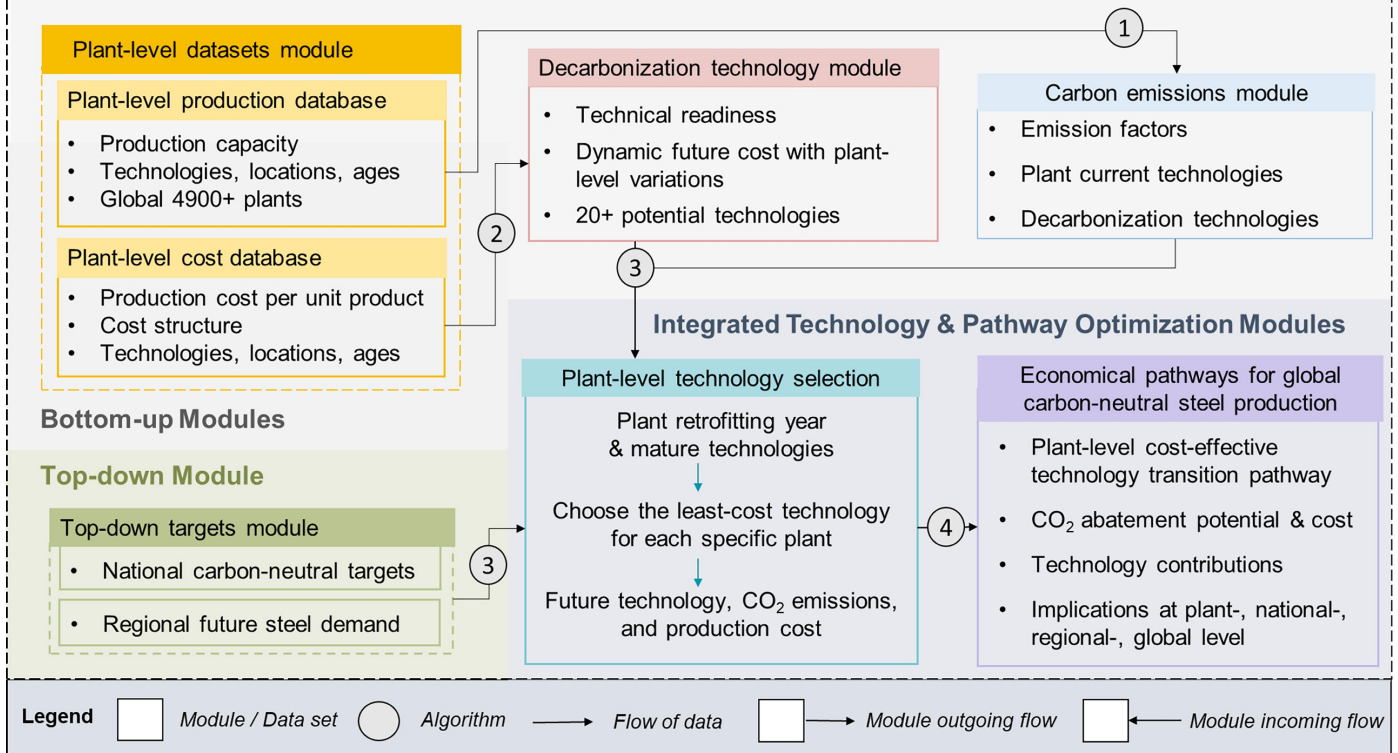 Plant-level datasets module
Plant-level production database
• Production capacity
• Technologies, locations, ages
• Global 4900+ plants
Plant-level cost database
• Production cost per unit product
• Cost structure
• Technologies, locations, ages
Bottom-up Modules
1
2
Decarbonization technology module
• Technical readiness
• Dynamic future cost with plant-
level variations
• 20+ potential technologies
Carbon emissions module
• Emission factors
• Plant current technologies
• Decarbonization technologies
3
Top-down Module
Top-down targets module
• National carbon-neutral targets
• Regional future steel demand
3
Integrated Technology & Pathway Optimization Modules
Plant-level technology selection
Plant retrofitting year
& mature technologies
Choose the least-cost technology
for each specific plant
Future technology, CO₂ emissions,
and production cost
4
Economical pathways for global
carbon-neutral steel production
• Plant-level cost-effective
technology transition pathway
• CO₂ abatement potential & cost
• Technology contributions
• Implications at plant-, national-,
regional-, global level
Legend
Module / Data set
Algorithm
Flow of data
Module outgoing flow
Module incoming flow